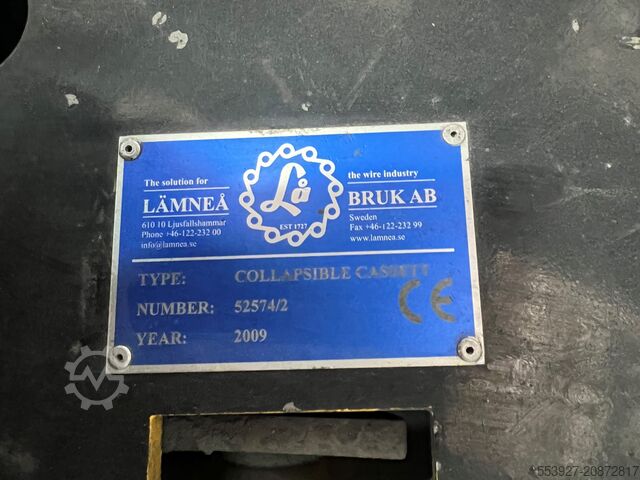 The solution for
the wire industry
LÄMNEÅ
BRUK AB
Lå
EST 1727
610 10 Ljusfallshammar
Phone +46-122-232 00
info@lamnea.se
Sweden
Fax +46-122-232 99
www.lamnea.se
TYPE: COLLAPSIBLE CASSETT
NUMBER: 52574/2
YEAR: 2009
CE
553927-20872817